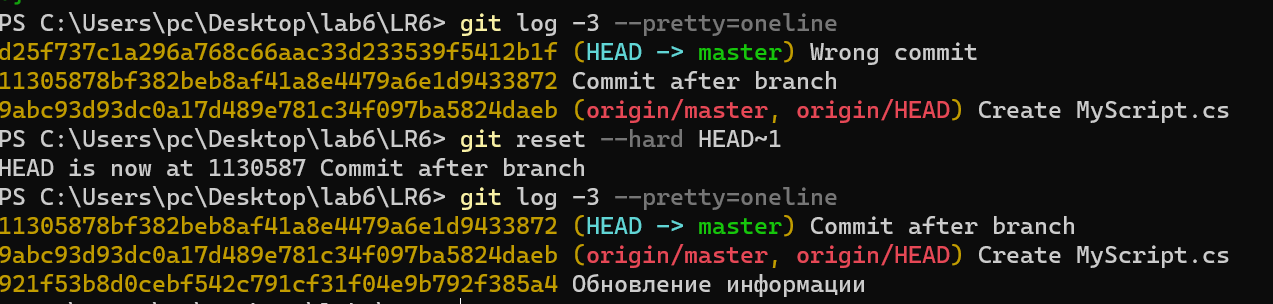 PS C:\Users\pc\Desktop\lab6\LR6> git log -3 --pretty=oneline
d25f737c1a296a768c66aac33d233539f5412b1f (HEAD -> master) Wrong commit
11305878bf382beb8af41a8e4479a6e1d9433872 Commit after branch
9abc93d93dc0a17d489e781c34f097ba5824daeb (origin/master, origin/HEAD) Create MyScript.cs
PS C:\Users\pc\Desktop\lab6\LR6> git reset --hard HEAD~1
HEAD is now at 1130587 Commit after branch
PS C:\Users\pc\Desktop\lab6\LR6> git log -3 --pretty=oneline
11305878bf382beb8af41a8e4479a6e1d9433872 (HEAD -> master) Commit after branch
9abc93d93dc0a17d489e781c34f097ba5824daeb (origin/master, origin/HEAD) Create MyScript.cs
921f53b8d0cebf542c791cf31f04e9b792f385a4 Обновление информации